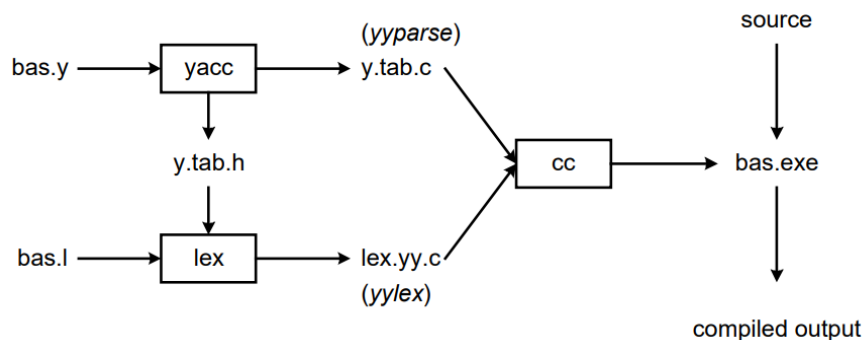 (yyparse)
source
bas.y
yacc
y.tab.c
y.tab.h
cc
bas.exe
bas.l
lex
lex.yy.c
(yylex)
compiled output